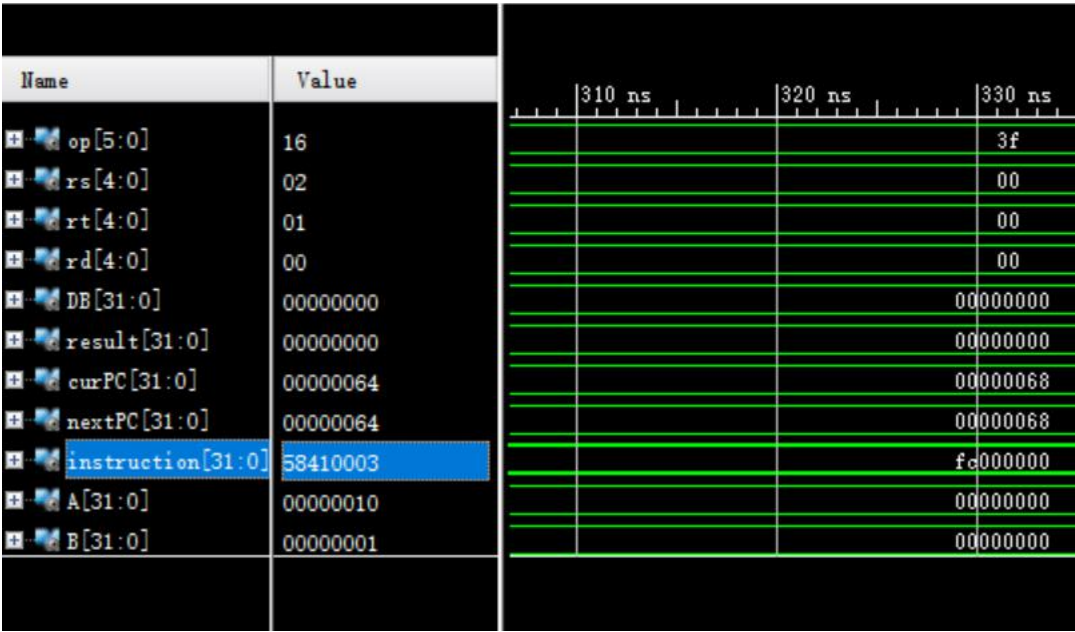 Name Value
310 ns 320 ns 330 ns
op[5:0] 16 3f
rs[4:0] 02 00
rt[4:0] 01 00
rd[4:0] 00 00
DB[31:0] 00000000 00000000
result[31:0] 00000000 00000000
curPC[31:0] 00000064 00000068
nextPC[31:0] 00000064 00000068
instruction[31:0] 58410003 fc000000
A[31:0] 00000010 00000000
B[31:0] 00000001 00000000